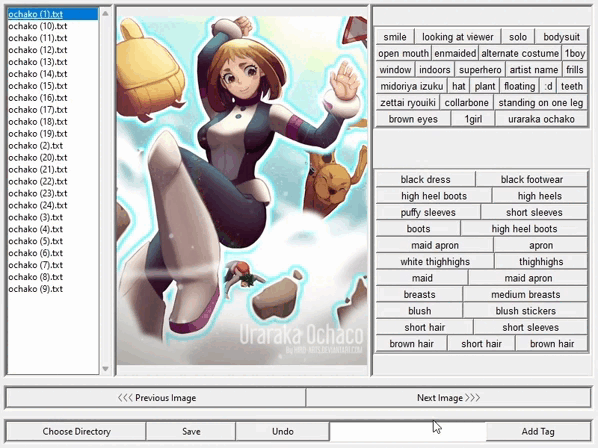 ochako (1).txt
ochako (10).txt
ochako (11).txt
ochako (12).txt
ochako (13).txt
ochako (14).txt
ochako (15).txt
ochako (16).txt
ochako (17).txt
ochako (18).txt
ochako (19).txt
ochako (2).txt
ochako (20).txt
ochako (21).txt
ochako (22).txt
ochako (23).txt
ochako (24).txt
ochako (3).txt
ochako (4).txt
ochako (5).txt
ochako (6).txt
ochako (7).txt
ochako (8).txt
ochako (9).txt
Uraraka Ochaco
smile looking at viewer solo bodysuit
open mouth enmaided alternate costume 1boy
window indoors superhero artist name frills
midoriya izuku hat plant floating :d teeth
zettai ryouiki collarbone standing on one leg
brown eyes 1girl uraraka ochako
black dress black footwear
high heel boots high heels
puffy sleeves short sleeves
boots high heel boots
maid apron apron
white thighhighs thighhighs
maid maid apron
breasts medium breasts
blush blush stickers
short hair short sleeves
brown hair short hair brown hair
<<< Previous Image Next Image >>>
Choose Directory Save Undo Add Tag